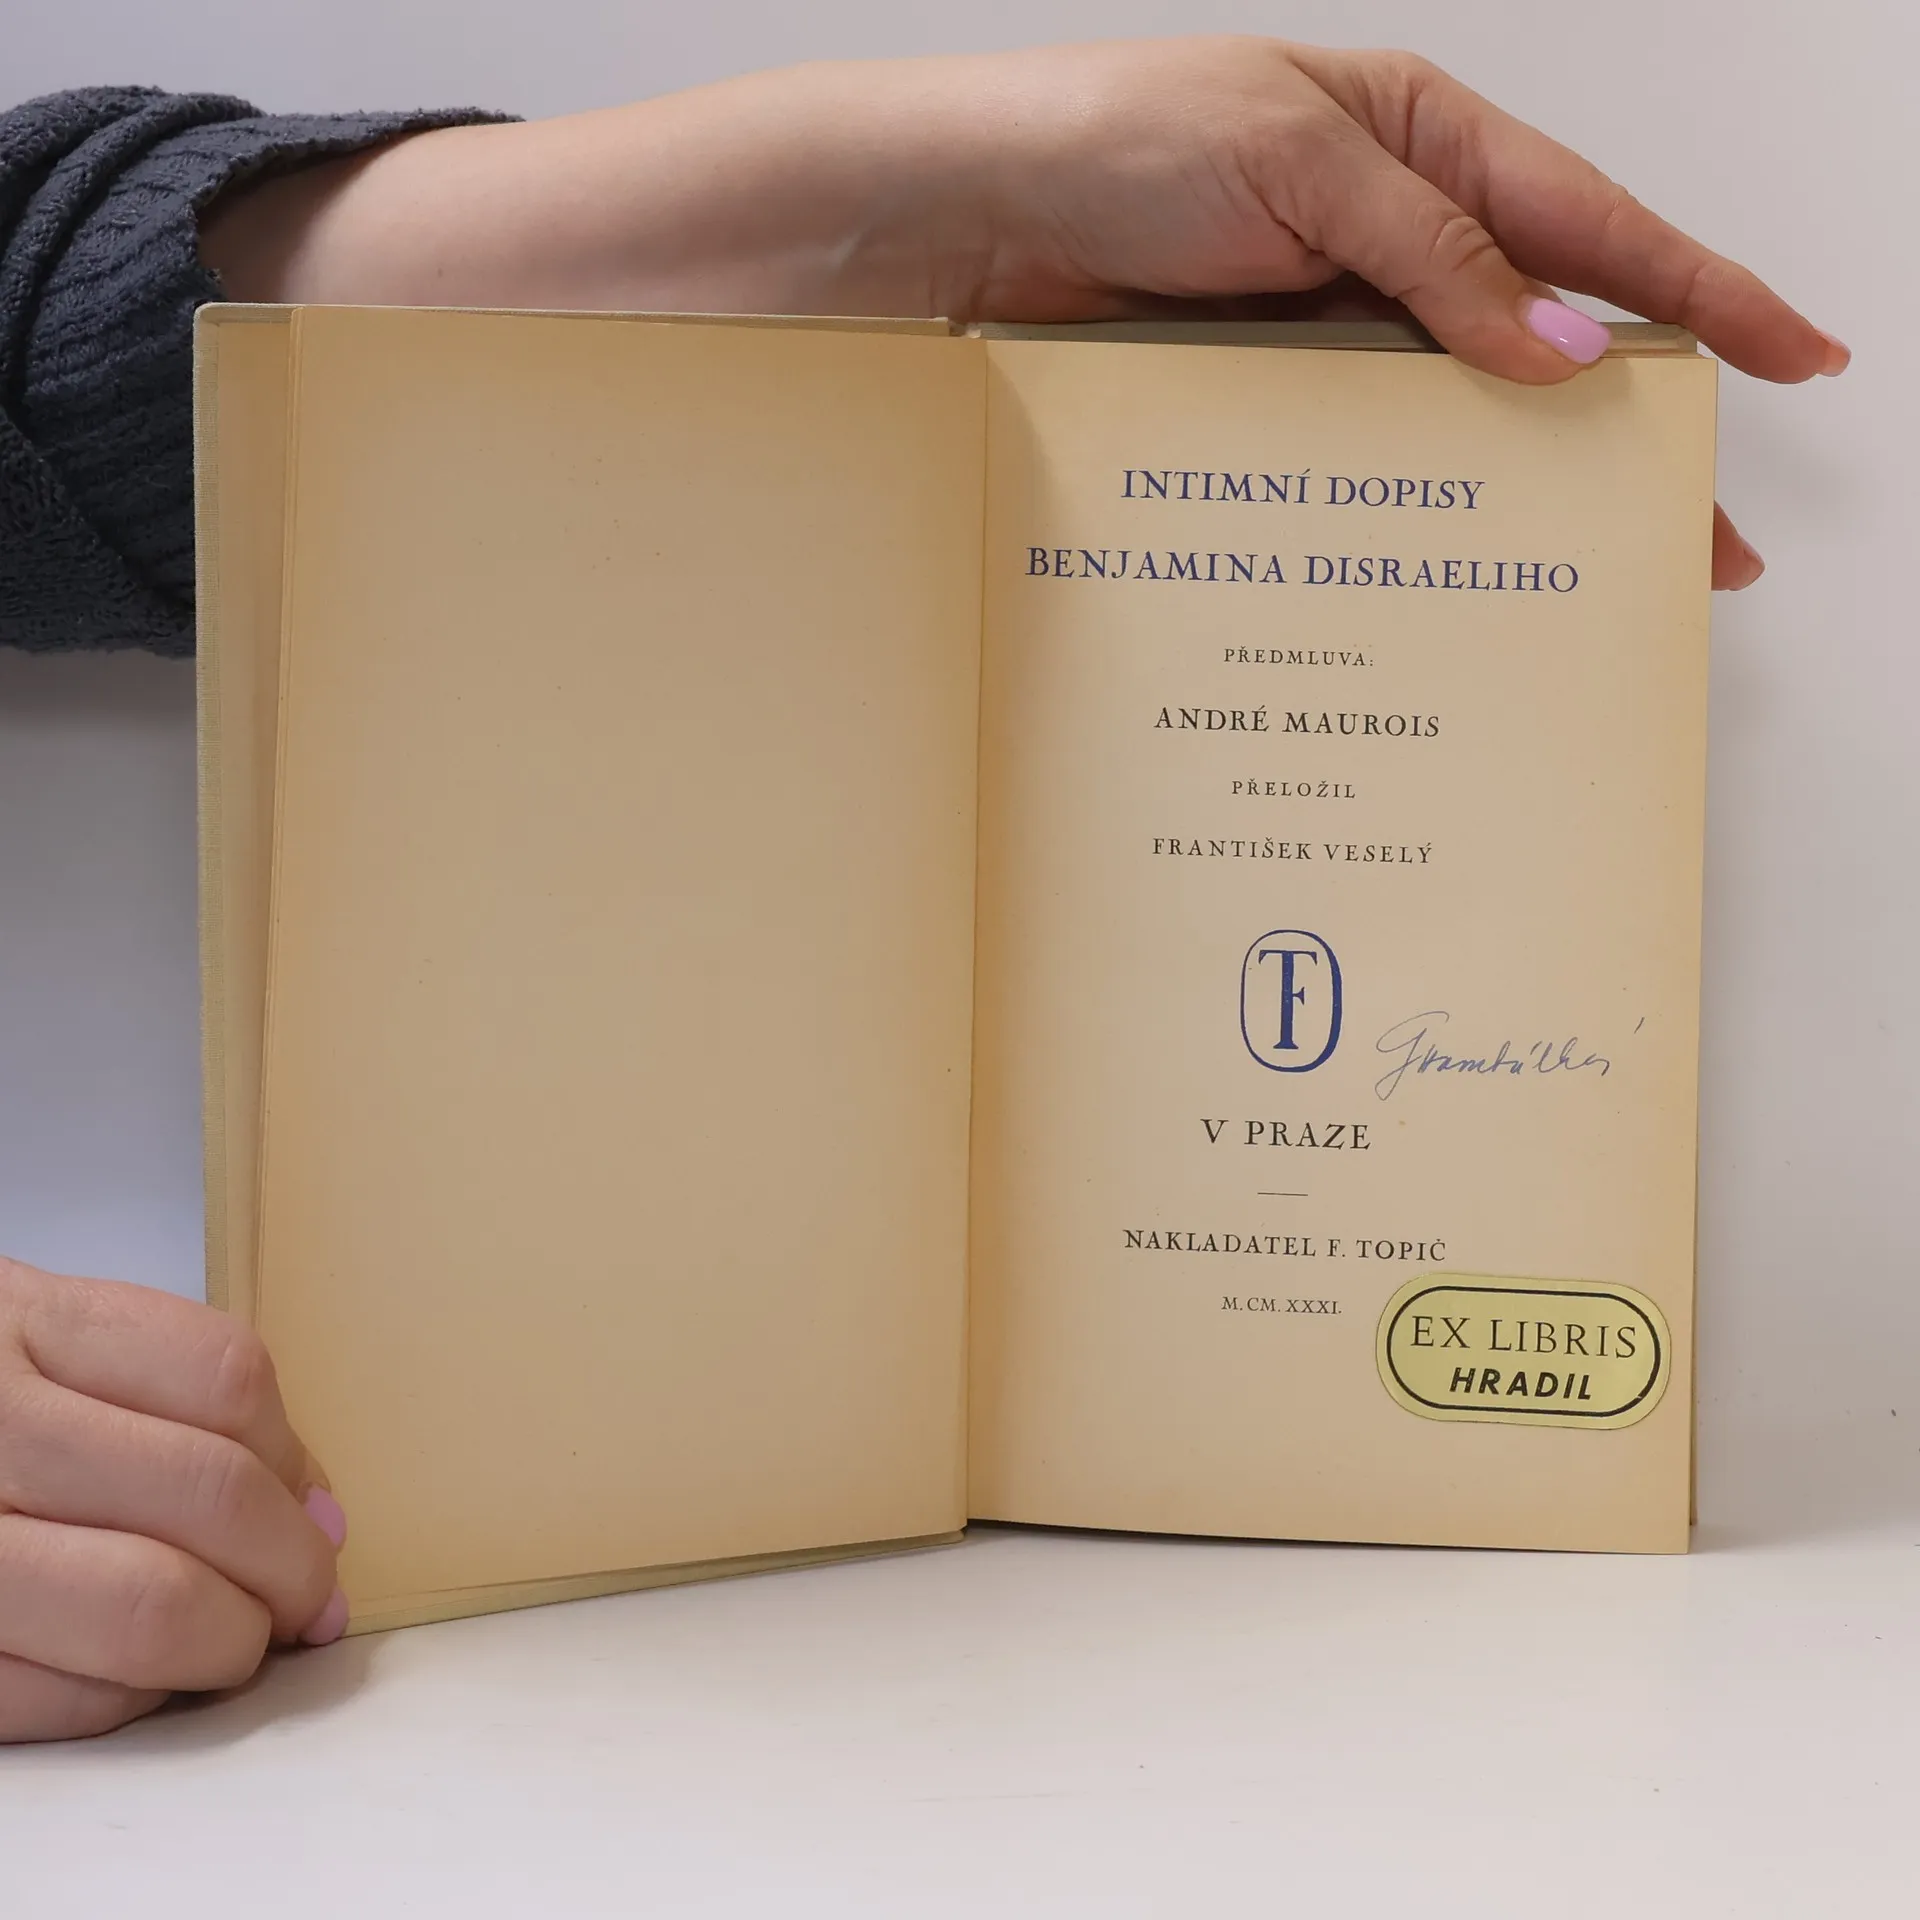 INTIMNÍ DOPISY
BENJAMINA DISRAELIHO
PŘEDMLUVA:
ANDRÉ MAUROIS
PŘELOŽIL
FRANTIŠEK VESELÝ
TF
V PRAZE
NAKLADATEL F. TOPIČ
M.CM.XXXI.
EX LIBRIS
HRADIL